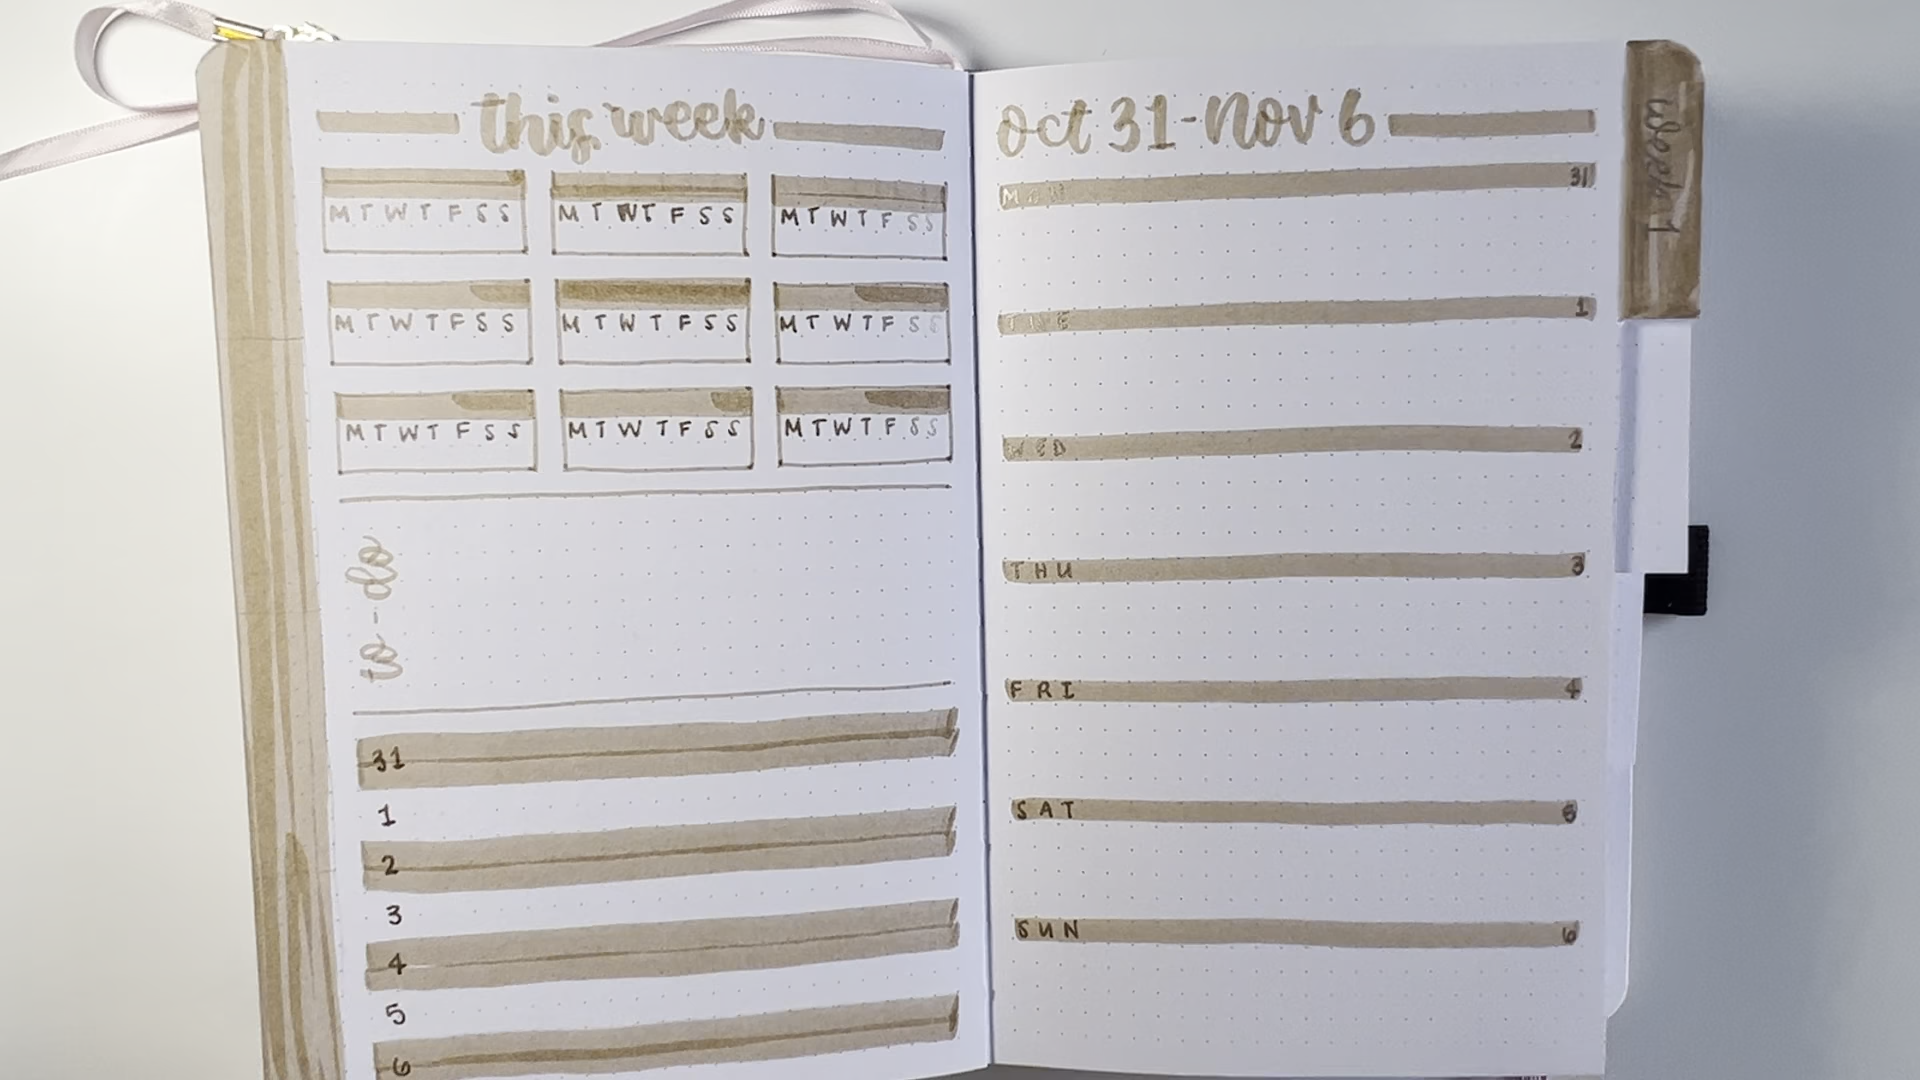 this week
M T W T F S S
M T W T F S S
M T W T F S S
M T W T F S S
M T W T F S S
M T W T F S S
M T W T F S S
M T W T F S S
M T W T F S S
to-do
31
1
2
3
4
5
6
oct 31-Nov 6
MON 31
TUE 1
WED 2
THU 3
FRI 4
SAT 5
SUN 6
week 1